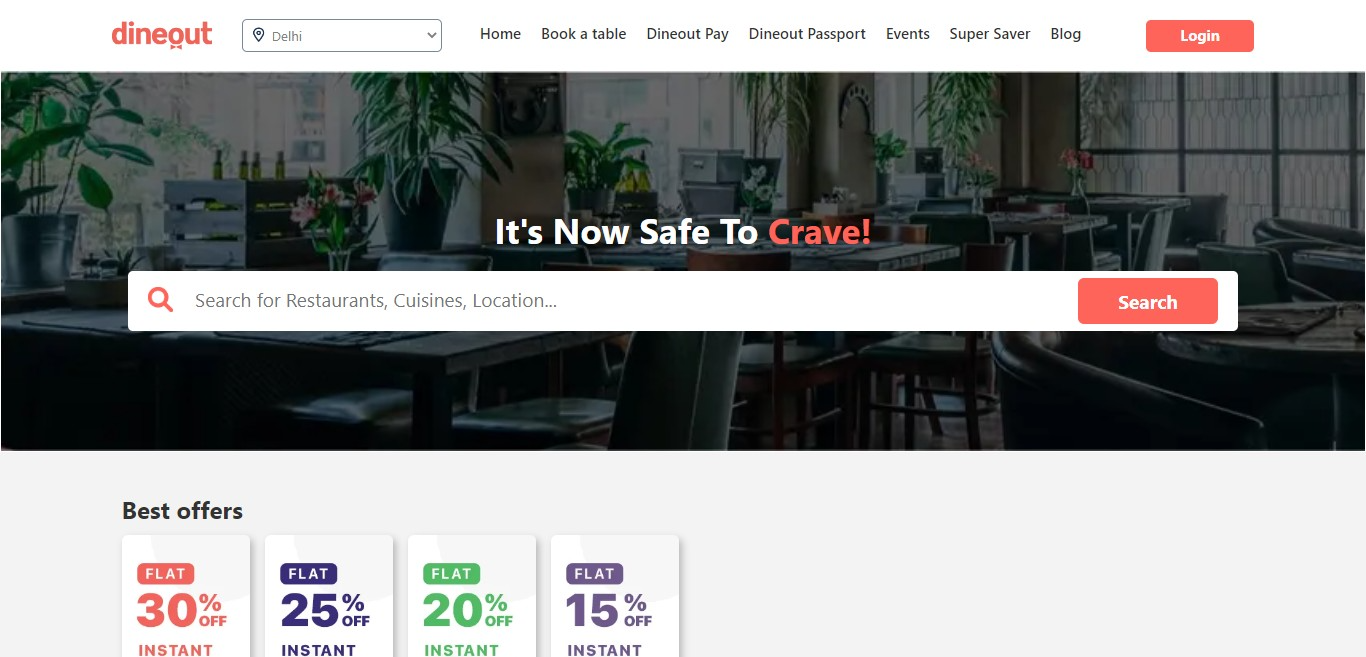 dineout
Delhi
Home Book a table Dineout Pay Dineout Passport Events Super Saver Blog
Login
It's Now Safe To Crave!
Search for Restaurants, Cuisines, Location...
Search
Best offers
FLAT
30% OFF
INSTANT
FLAT
25% OFF
INSTANT
FLAT
20% OFF
INSTANT
FLAT
15% OFF
INSTANT